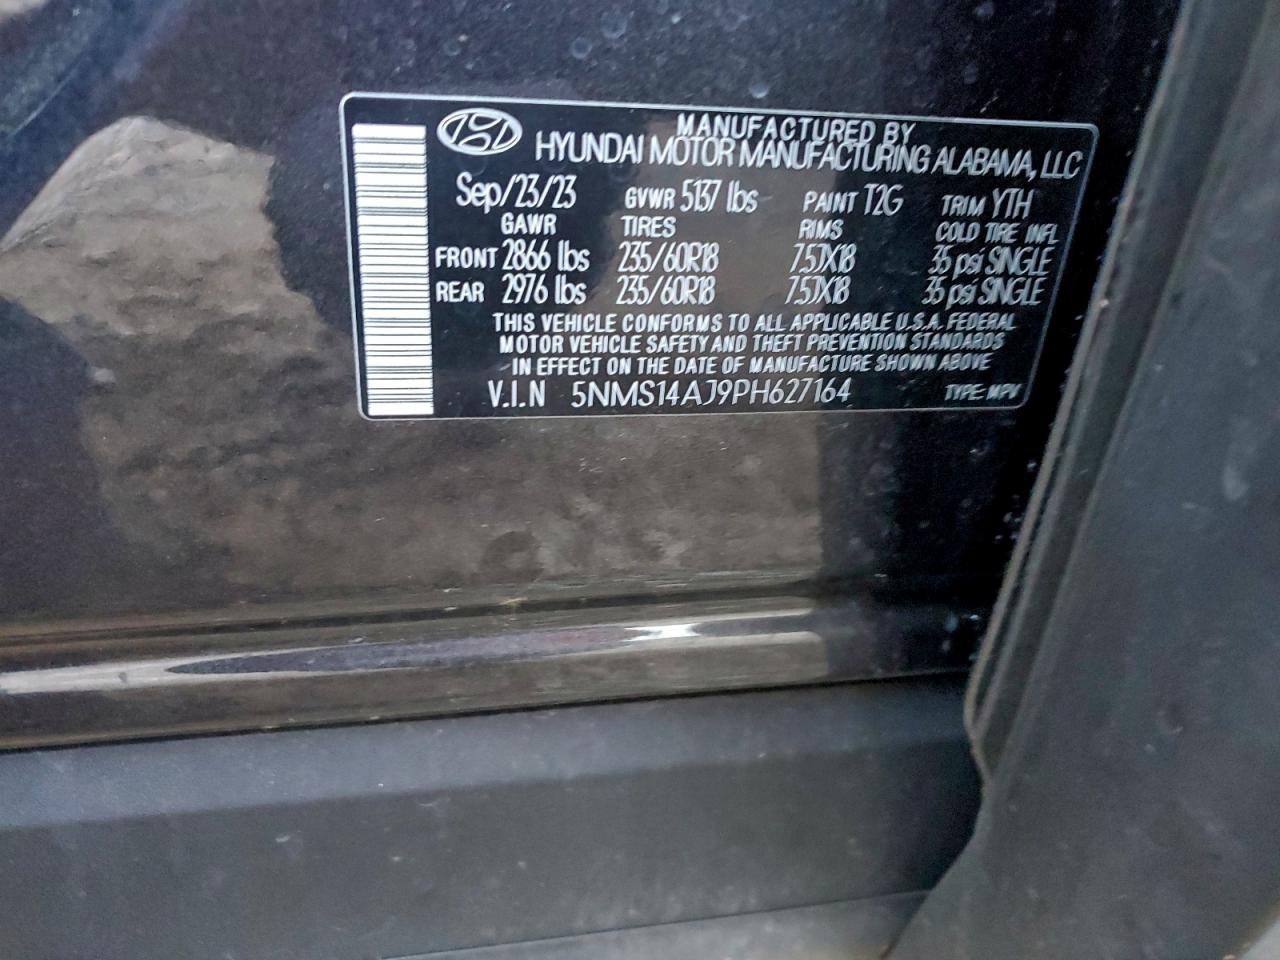 MANUFACTURED BY
HYUNDAI MOTOR MANUFACTURING ALABAMA, LLC
Sep/23/23 GVWR 5137 lbs PAINT T2G TRIM YTH
GAWR TIRES RIMS COLD TIRE INFL
FRONT 2866 lbs 235/60R18 7.5JX18 35 psi SINGLE
REAR 2976 lbs 235/60R18 7.5JX18 35 psi SINGLE
THIS VEHICLE CONFORMS TO ALL APPLICABLE U.S.A. FEDERAL
MOTOR VEHICLE SAFETY AND THEFT PREVENTION STANDARDS
IN EFFECT ON THE DATE OF MANUFACTURE SHOWN ABOVE
V.I.N 5NMS14AJ9PH627164 TYPE: MPV